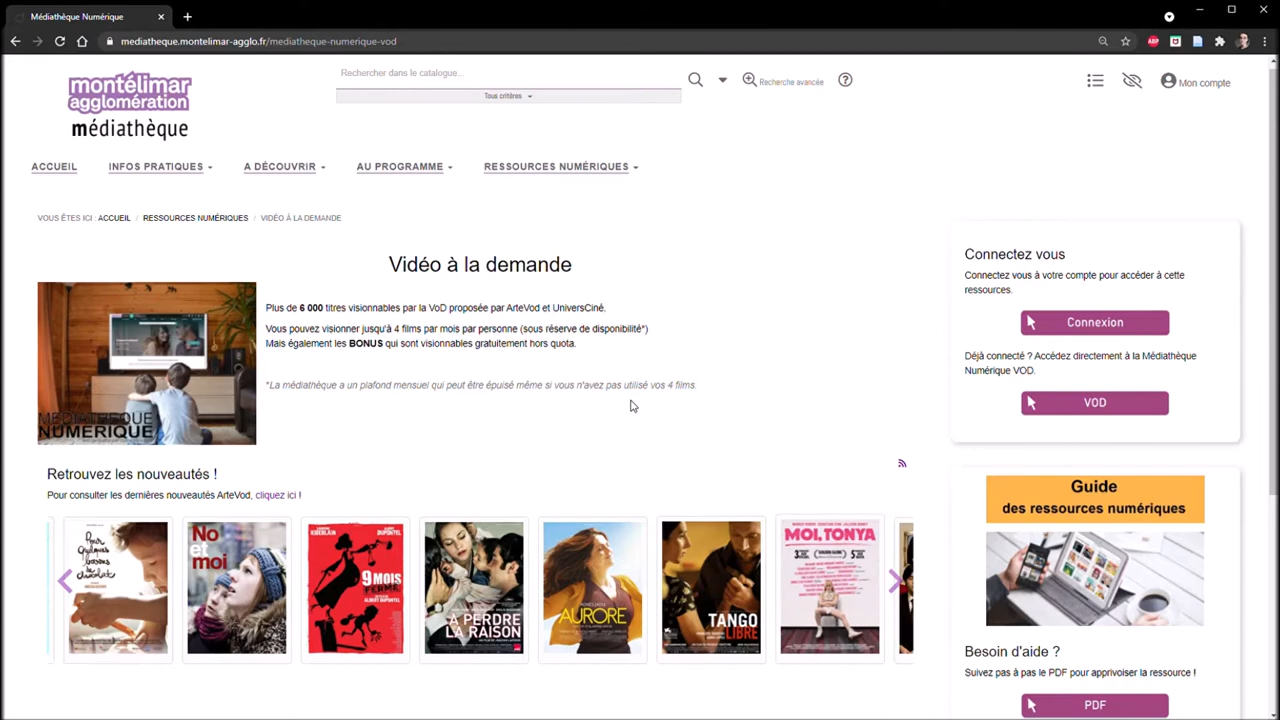 Médiathèque Numérique
mediatheque.montelimar-agglo.fr/mediatheque-numerique-vod
ABP
montélimar
agglomération
médiathèque
Rechercher dans le catalogue...
Tous critères
Recherche avancée
Mon compte
ACCUEIL
INFOS PRATIQUES
A DÉCOUVRIR
AU PROGRAMME
RESSOURCES NUMÉRIQUES
VOUS ÊTES ICI : ACCUEIL / RESSOURCES NUMÉRIQUES / VIDÉO À LA DEMANDE
Vidéo à la demande
Plus de 6 000 titres visionnables par la VoD proposée par ArteVod et UniversCiné.
Vous pouvez visionner jusqu'à 4 films par mois par personne (sous réserve de disponibilité*)
Mais également les BONUS qui sont visionnables gratuitement hors quota.
*La médiathèque a un plafond mensuel qui peut être épuisé même si vous n'avez pas utilisé vos 4 films.
MÉDIATHÈQUE
NUMÉRIQUE
Connectez vous
Connectez vous à votre compte pour accéder à cette
ressources.
Connexion
Déjà connecté ? Accédez directement à la Médiathèque
Numérique VOD.
VOD
Retrouvez les nouveautés !
Pour consulter les dernières nouveautés ArteVod, cliquez ici !
No
et
moi
9 MOIS
FERME
À PERDRE
LA RAISON
AURORE
TANGO
LIBRE
MOI, TONYA
Guide
des ressources numériques
Besoin d'aide ?
Suivez pas à pas le PDF pour apprivoiser la ressource !
PDF